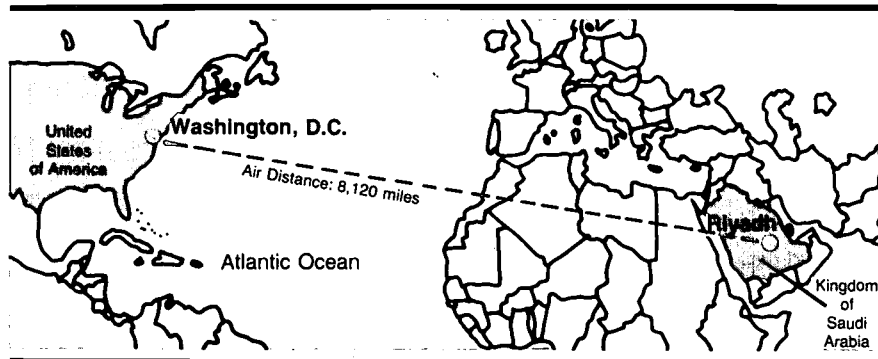 United
States
of America
Washington, D.C.
Air Distance: 8,120 miles
Atlantic Ocean
Riyadh
Kingdom
of
Saudi
Arabia